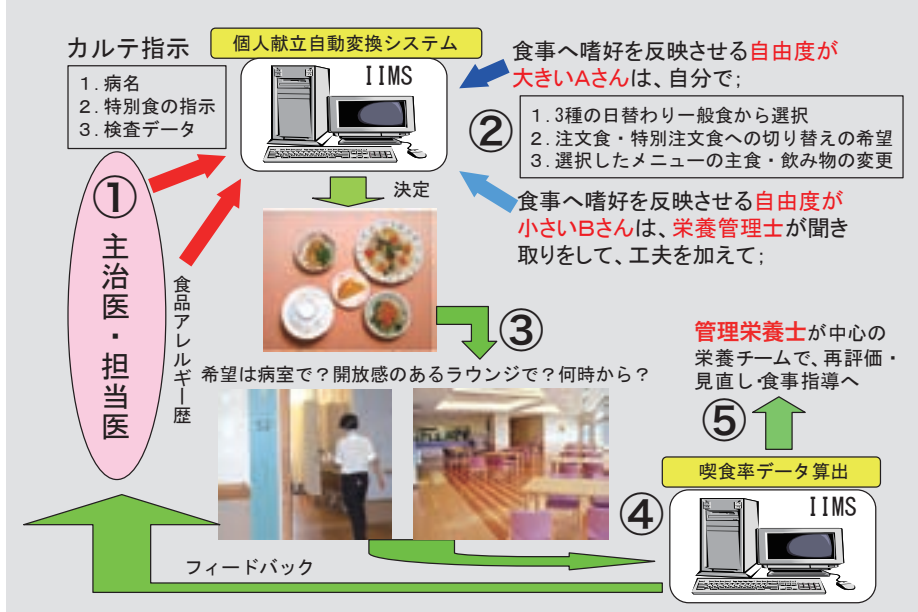 カルテ指示
1. 病名
2. 特別食の指示
3. 検査データ
個人献立自動変換システム
IIMS
食事へ嗜好を反映させる自由度が
大きいAさんは、自分で;
②
1. 3種の日替わり一般食から選択
2. 注文食・特別注文食への切り替えの希望
3. 選択したメニューの主食・飲み物の変更
食事へ嗜好を反映させる自由度が
小さいBさんは、栄養管理士が聞き
取りをして、工夫を加えて;
①
主治医・担当医
食品アレルギー歴
決定
③
希望は病室で？開放感のあるラウンジで？何時から？
管理栄養士が中心の
栄養チームで、再評価・
見直し・食事指導へ
⑤
喫食率データ算出
④
IIMS
フィードバック